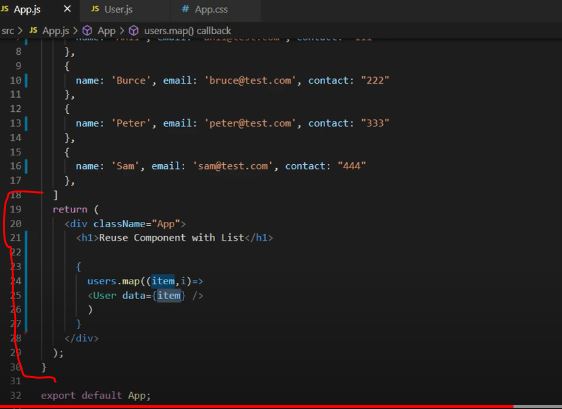 JS App.js X JS User.js # App.css
src > JS App.js > App > users.map() callback
8 },
9 {
10 name: 'Burce', email: 'bruce@test.com', contact: "222"
11 },
12 {
13 name: 'Peter', email: 'peter@test.com', contact: "333"
14 },
15 {
16 name: 'Sam', email: 'sam@test.com', contact: "444"
17 },
18 ]
19 return (
20 <div className="App">
21 <h1>Reuse Component with List</h1>
22
23 {
24 users.map((item,i)=>
25 <User data={item} />
26 )
27 }
28 </div>
29 );
30 }
31
32 export default App;